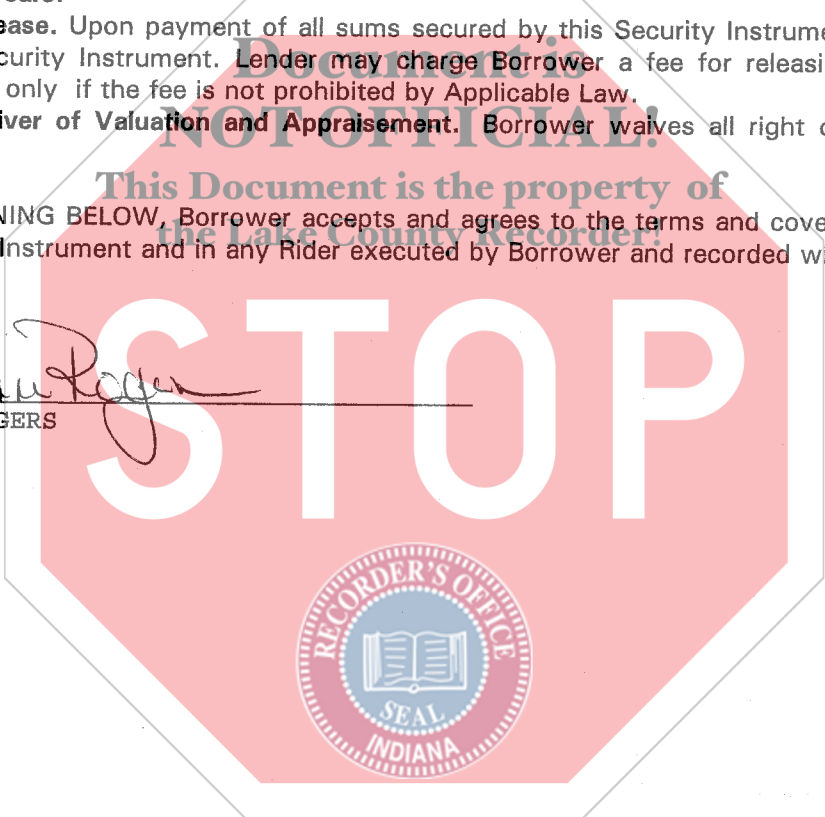 ease. Upon payment of all sums secured by this Security Instrume
curity Instrument. Lender may charge Borrower a fee for releasi
only if the fee is not prohibited by Applicable Law.
iver of Valuation and Appraisement. Borrower waives all right o
NING BELOW, Borrower accepts and agrees to the terms and cove
Instrument and in any Rider executed by Borrower and recorded wi
Rogers
GERS
Document is
NOT OFFICIAL!
This Document is the property of
the Lake County Recorder!
STOP
RECORDER'S OFFICE
SEAL
INDIANA